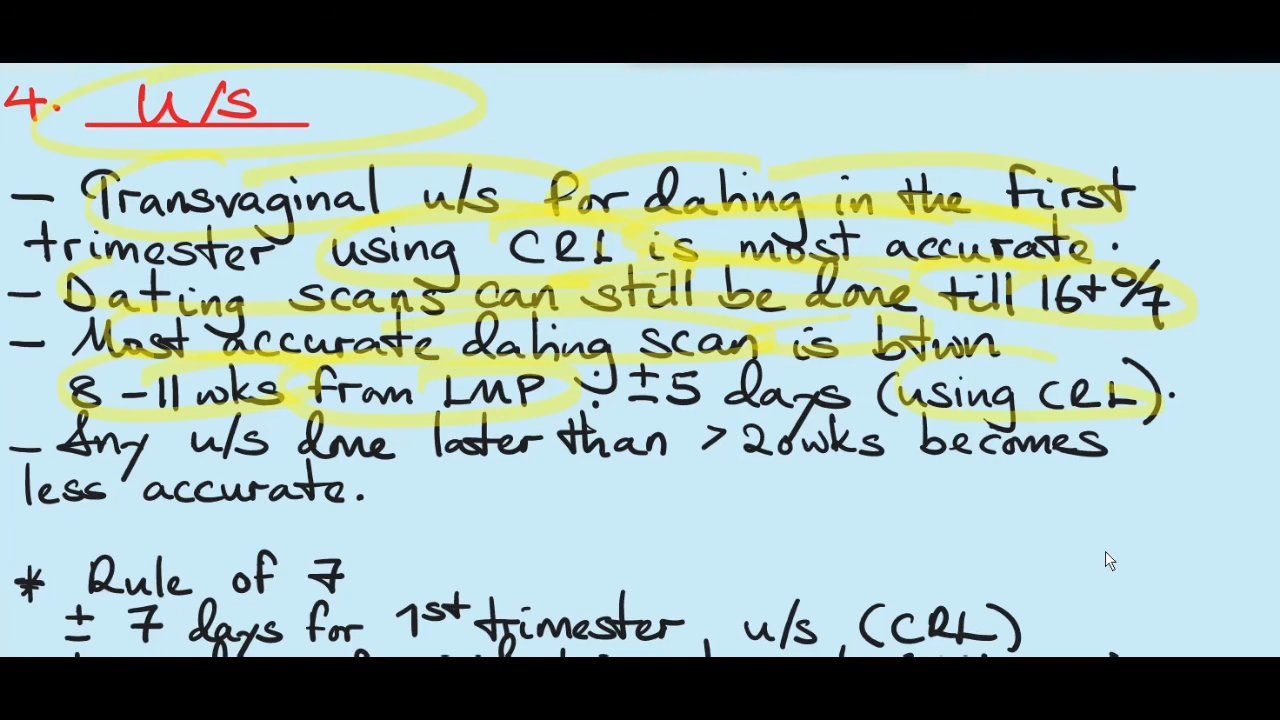 4. U/S
- Transvaginal u/s for dating in the first
trimester using CRL is most accurate.
- Dating scans can still be done till 16+0/7
- Most accurate dating scan is btwn
8-11wks from LMP: ±5 days (using CRL).
- Any u/s done later than >20wks becomes
less accurate.
* Rule of 7
± 7 days for 1st trimester u/s (CRL)